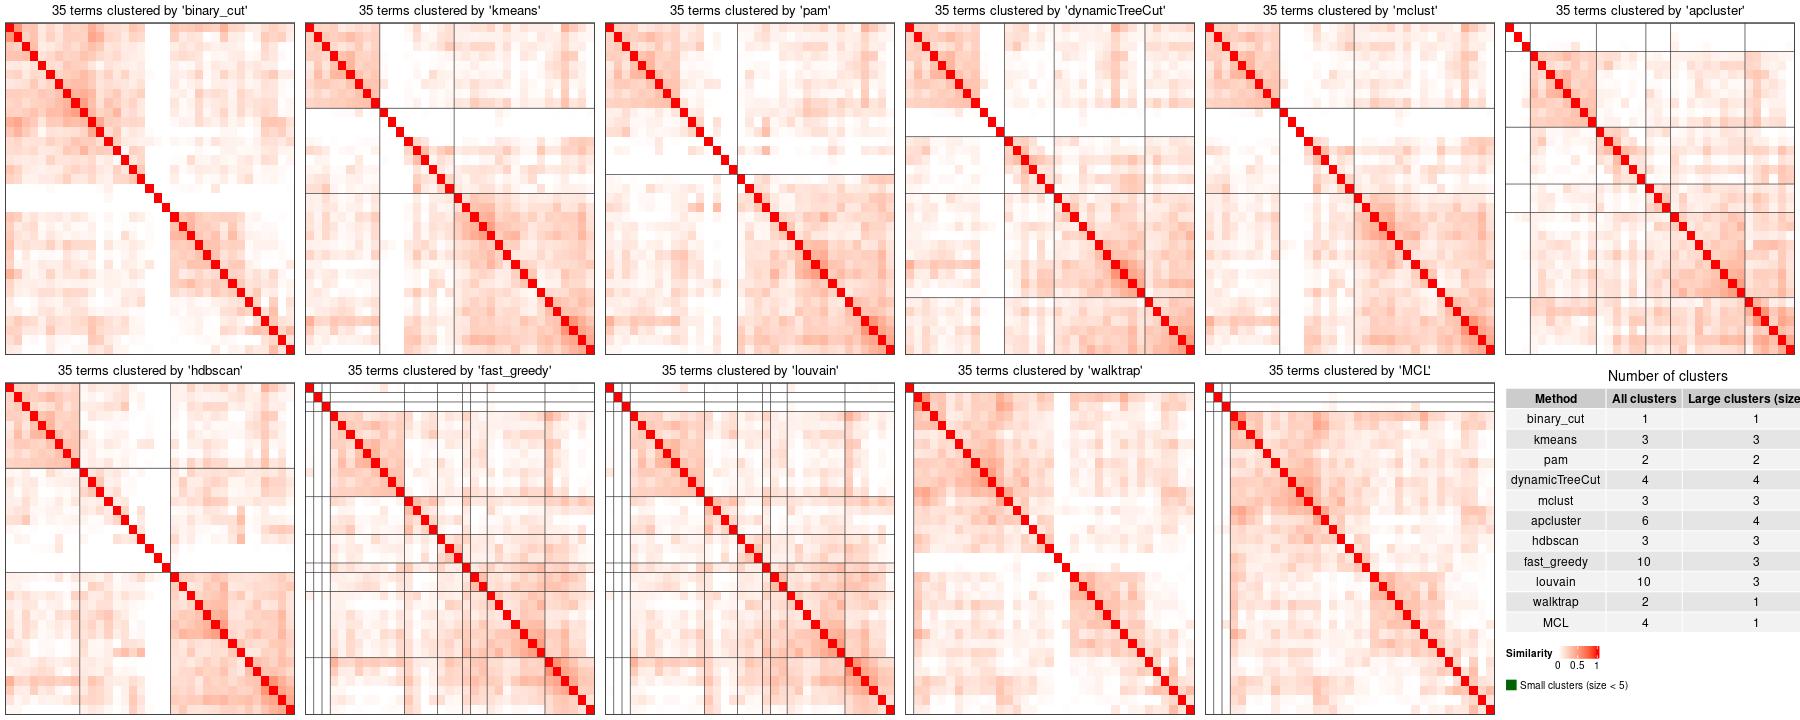 35 terms clustered by 'binary_cut'
35 terms clustered by 'kmeans'
35 terms clustered by 'pam'
35 terms clustered by 'dynamicTreeCut'
35 terms clustered by 'mclust'
35 terms clustered by 'apcluster'
35 terms clustered by 'hdbscan'
35 terms clustered by 'fast_greedy'
35 terms clustered by 'louvain'
35 terms clustered by 'walktrap'
35 terms clustered by 'MCL'
Number of clusters
Method All clusters Large clusters (size
binary_cut 1 1
kmeans 3 3
pam 2 2
dynamicTreeCut 4 4
mclust 3 3
apcluster 6 4
hdbscan 3 3
fast_greedy 10 3
louvain 10 3
walktrap 2 1
MCL 4 1
Similarity
0 0.5 1
Small clusters (size < 5)